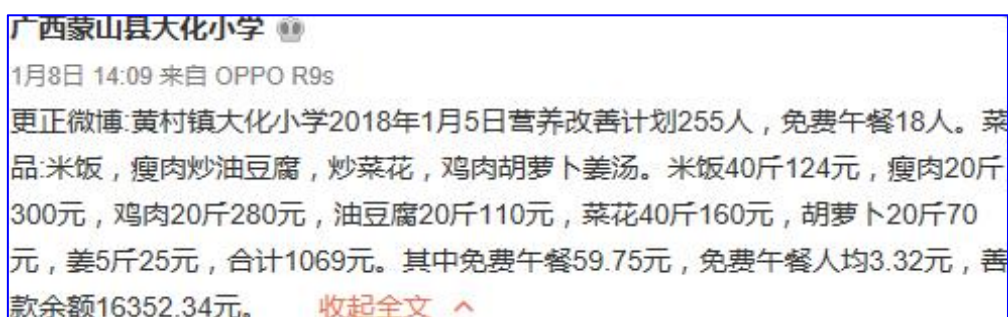 广西蒙山县大化小学
1月8日 14:09 来自 OPPO R9s
更正微博:黄村镇大化小学2018年1月5日营养改善计划255人，免费午餐18人。菜
品:米饭，瘦肉炒油豆腐，炒菜花，鸡肉胡萝卜姜汤。米饭40斤124元，瘦肉20斤
300元，鸡肉20斤280元，油豆腐20斤110元，菜花40斤160元，胡萝卜20斤70
元，姜5斤25元，合计1069元。其中免费午餐59.75元，免费午餐人均3.32元，善
款余额16352.34元。 收起全文